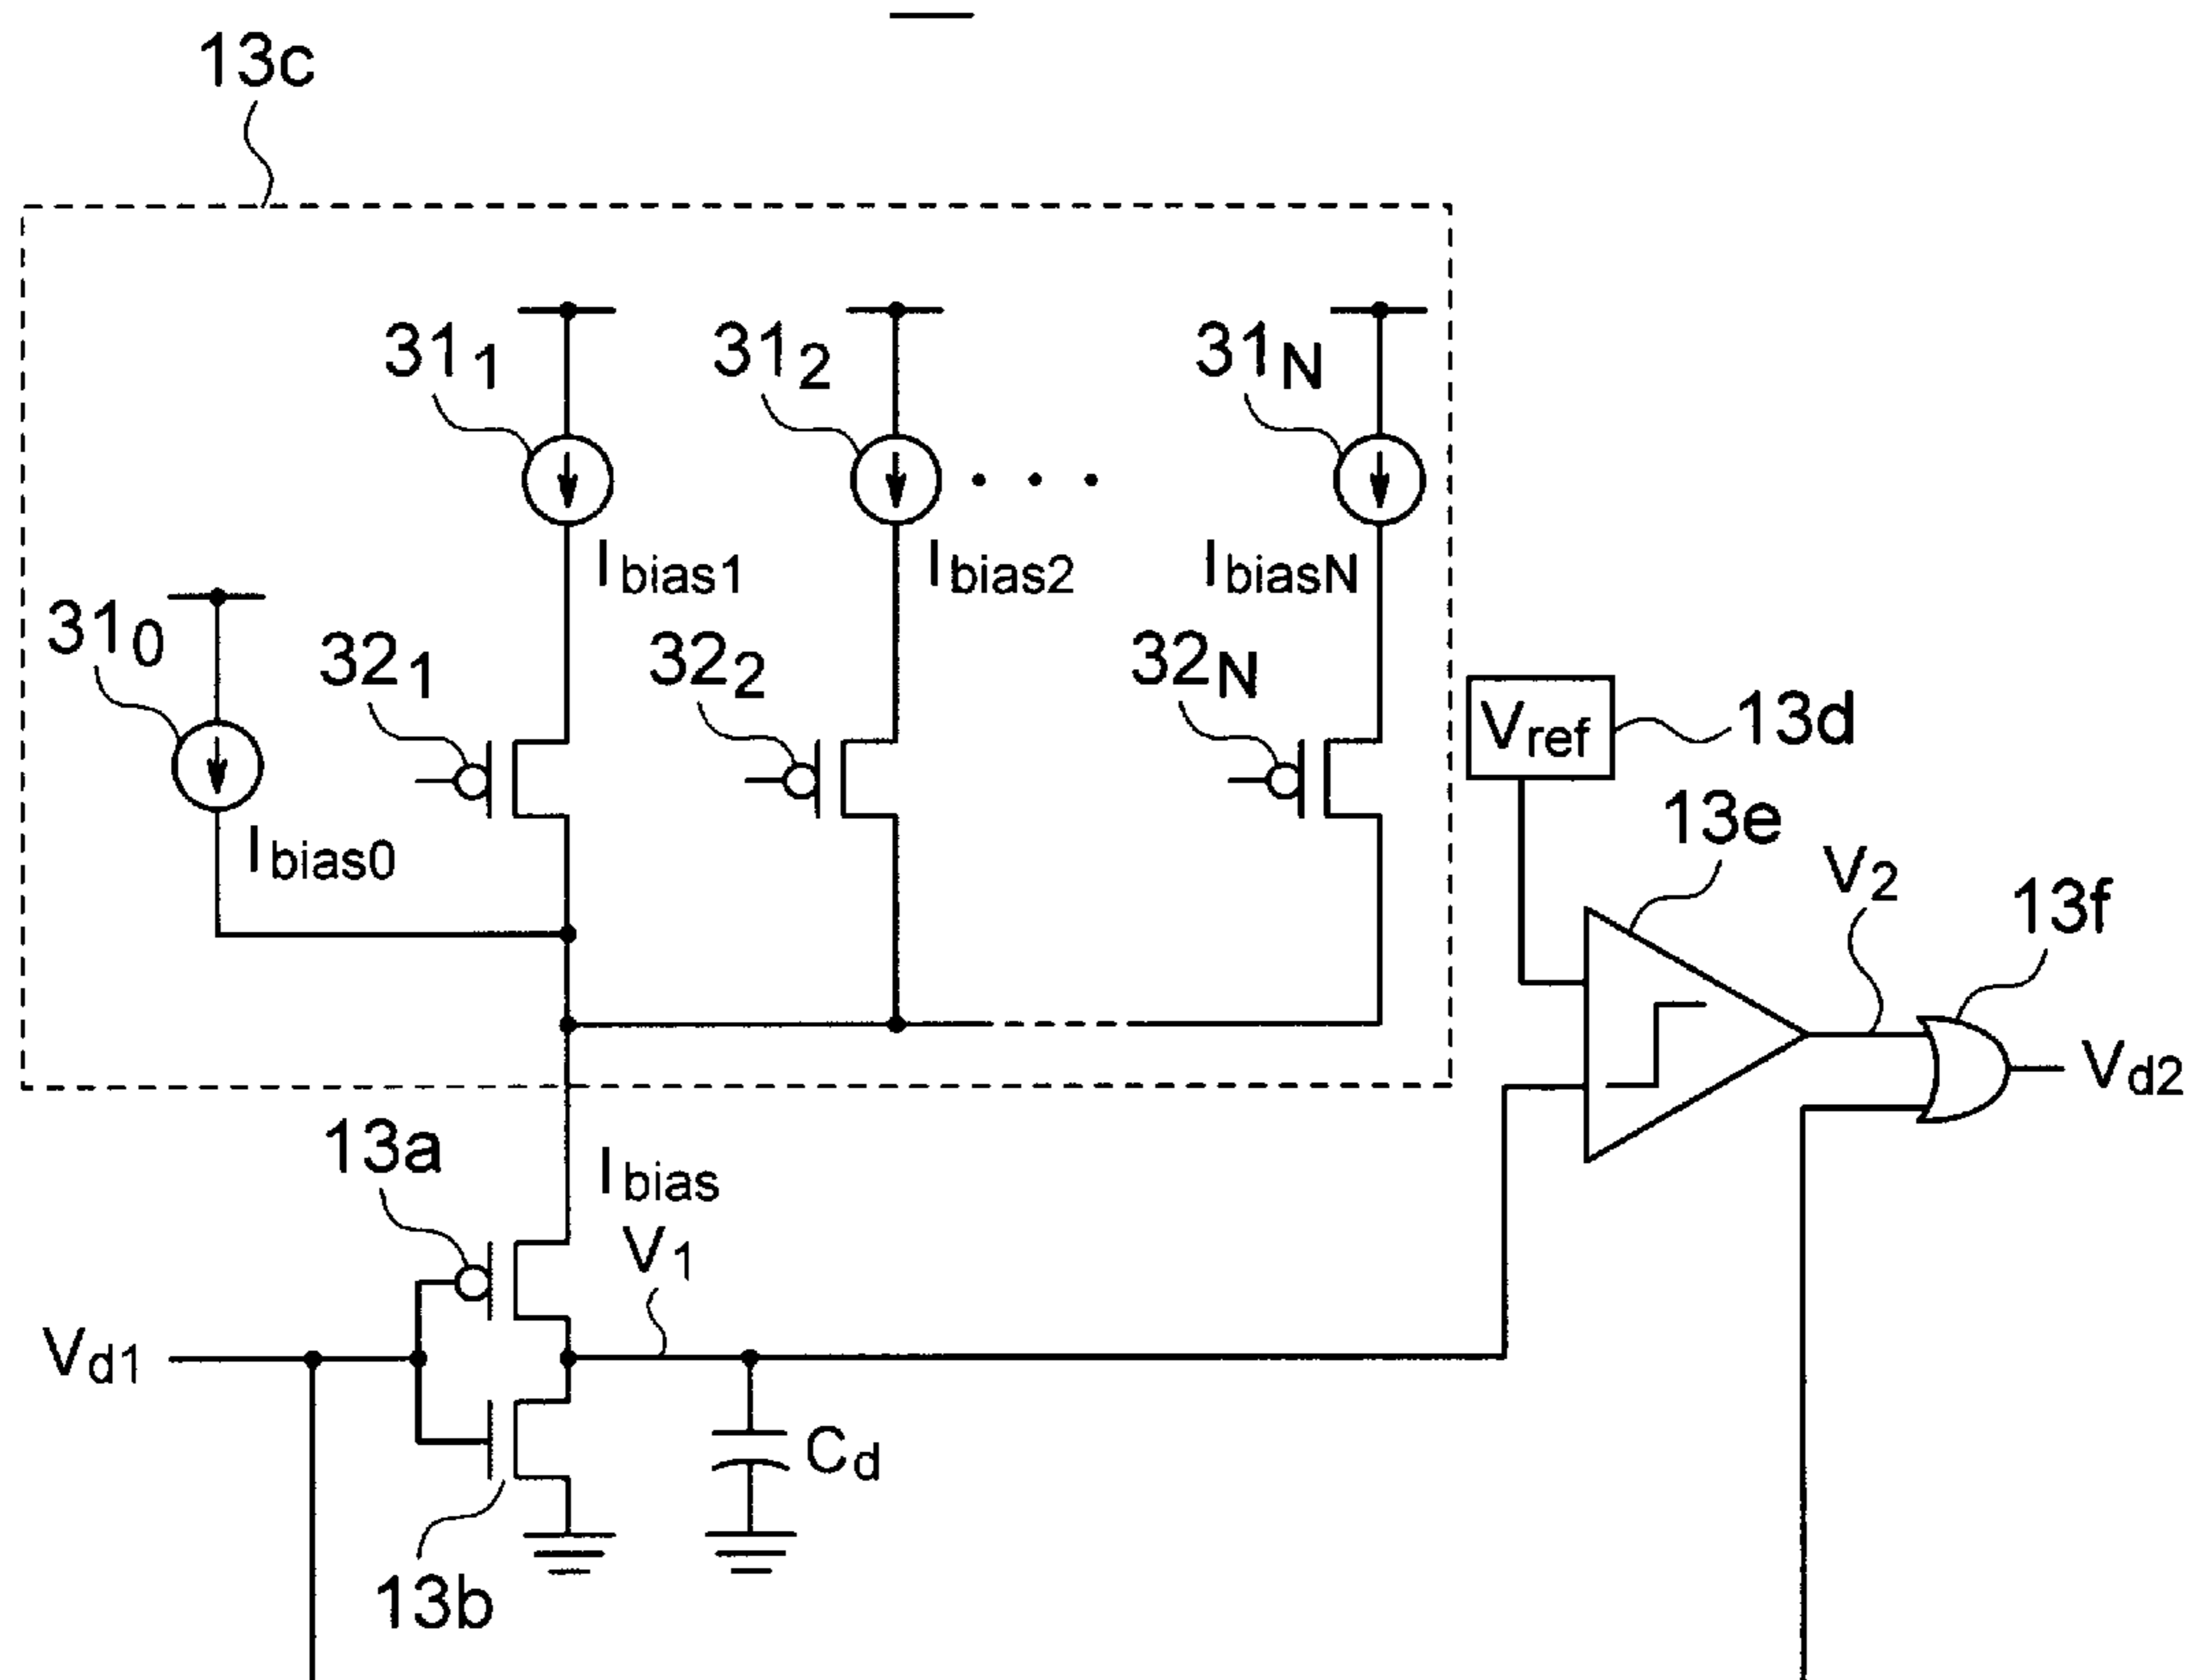 13c
31₁
31₂
31N
Ibias1
Ibias2
IbiasN
31₀
32₁
32₂
32N
Ibias0
Vref
13d
13e
V₂
13f
Vd2
13a
Ibias
V₁
Vd1
Cd
13b